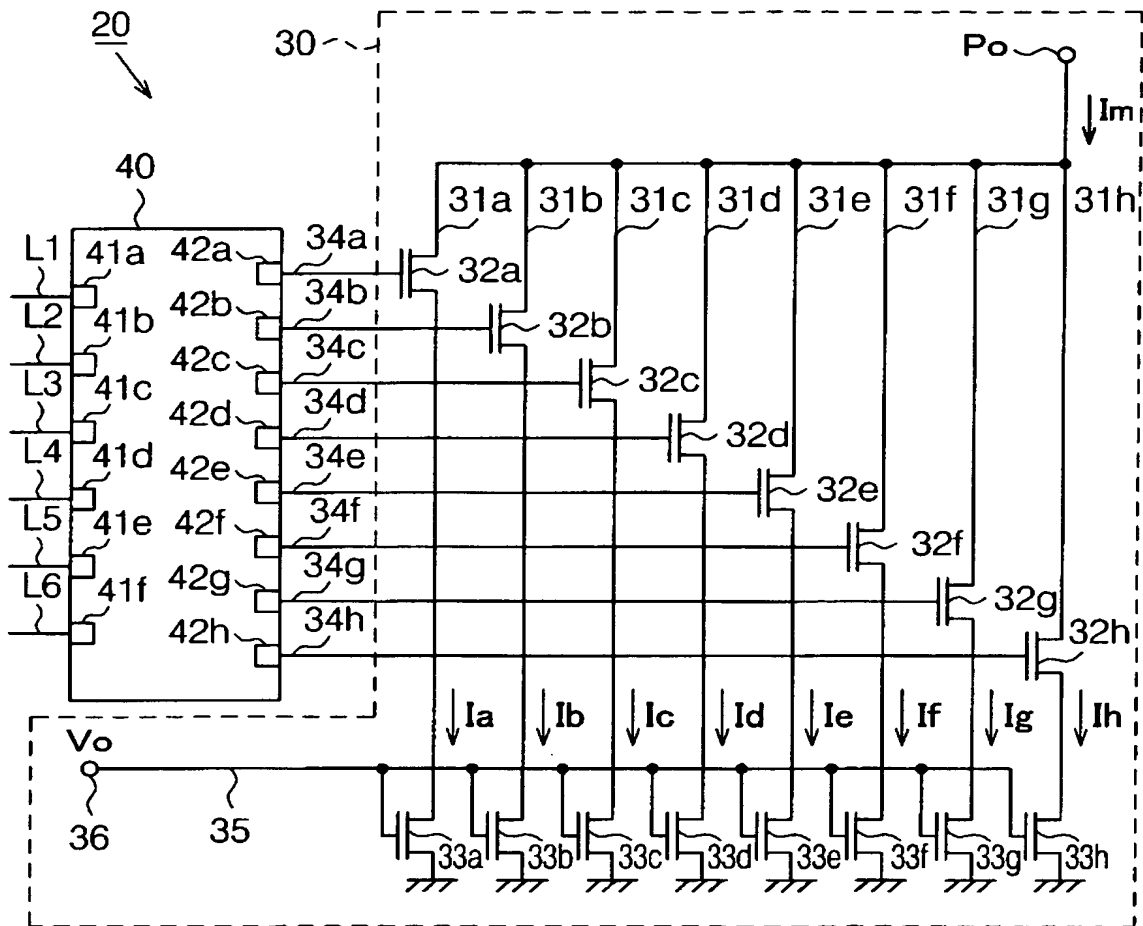 20
30
Po
Im
40
31a 31b 31c 31d 31e 31f 31g 31h
L1 41a 42a 34a 32a
L2 41b 42b 34b 32b
L3 41c 42c 34c 32c
L4 41d 42d 34d 32d
L5 41e 42e 34e 32e
L6 41f 42f 34f 32f
42g 34g 32g
42h 34h 32h
Ia Ib Ic Id Ie If Ig Ih
Vo
36 35 33a 33b 33c 33d 33e 33f 33g 33h